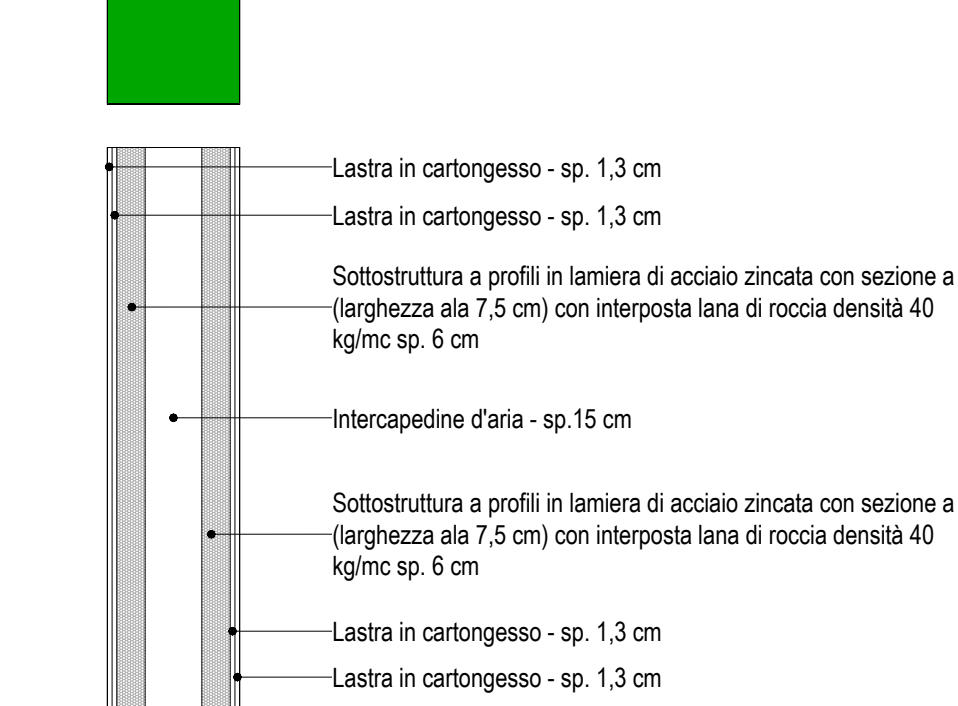 Lastra in cartongesso - sp. 1,3 cm
Lastra in cartongesso - sp. 1,3 cm
Sottostruttura a profili in lamiera di acciaio zincata con sezione a
(larghezza ala 7,5 cm) con interposta lana di roccia densità 40
kg/mc sp. 6 cm
Intercapedine d'aria - sp.15 cm
Sottostruttura a profili in lamiera di acciaio zincata con sezione a
(larghezza ala 7,5 cm) con interposta lana di roccia densità 40
kg/mc sp. 6 cm
Lastra in cartongesso - sp. 1,3 cm
Lastra in cartongesso - sp. 1,3 cm